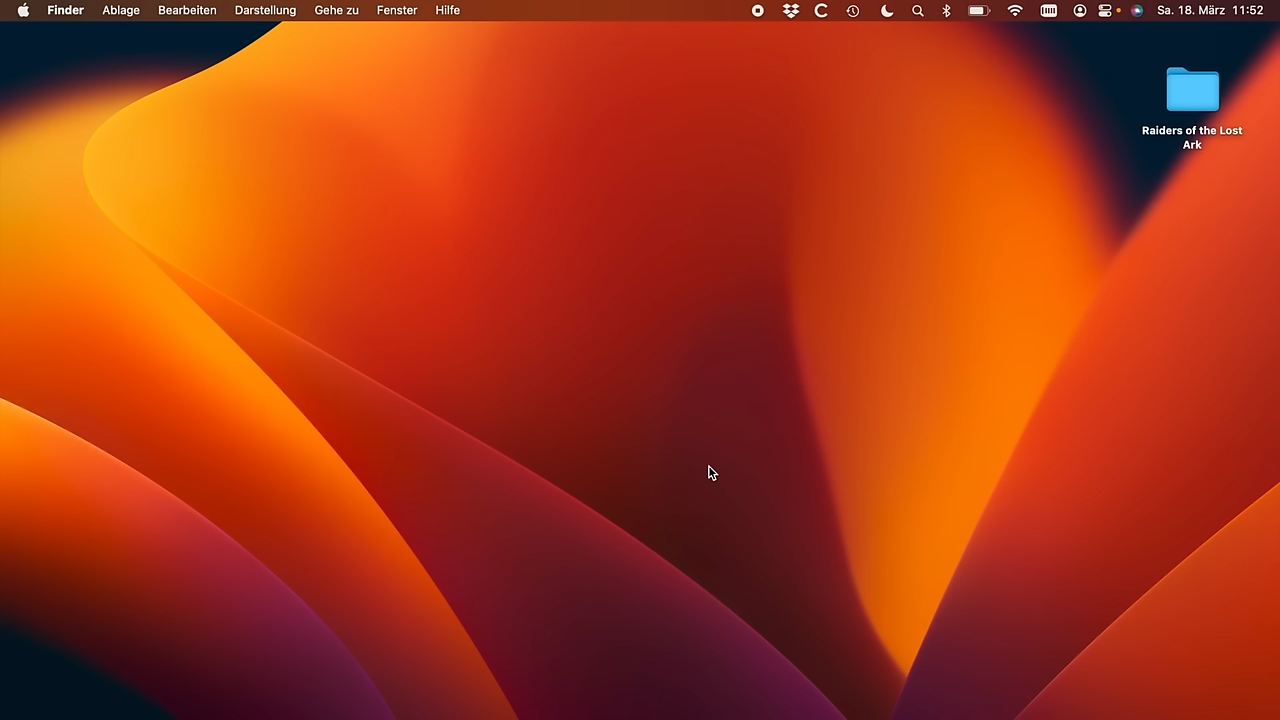 Finder Ablage Bearbeiten Darstellung Gehe zu Fenster Hilfe Sa. 18. März 11:52
Raiders of the Lost
Ark